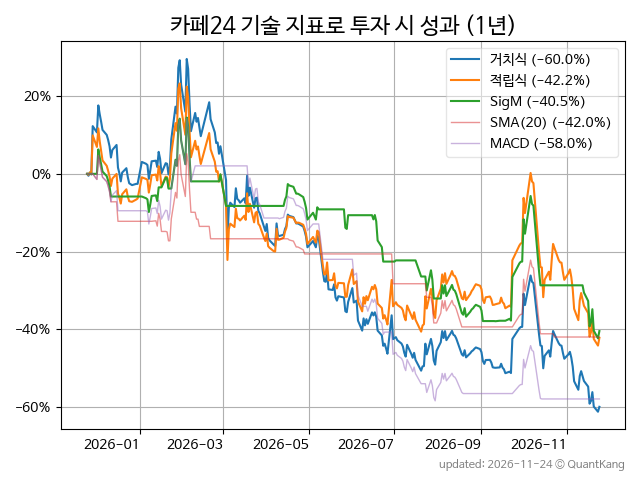 카페24 기술 지표로 투자 시 성과 (1년)
거치식 (−60.0%)
적립식 (−42.2%)
SigM (−40.5%)
SMA(20) (−42.0%)
MACD (−58.0%)
20%
0%
−20%
−40%
−60%
2026-01
2026-03
2026-05
2026-07
2026-09
2026-11
updated: 2026-11-24 © QuantKang